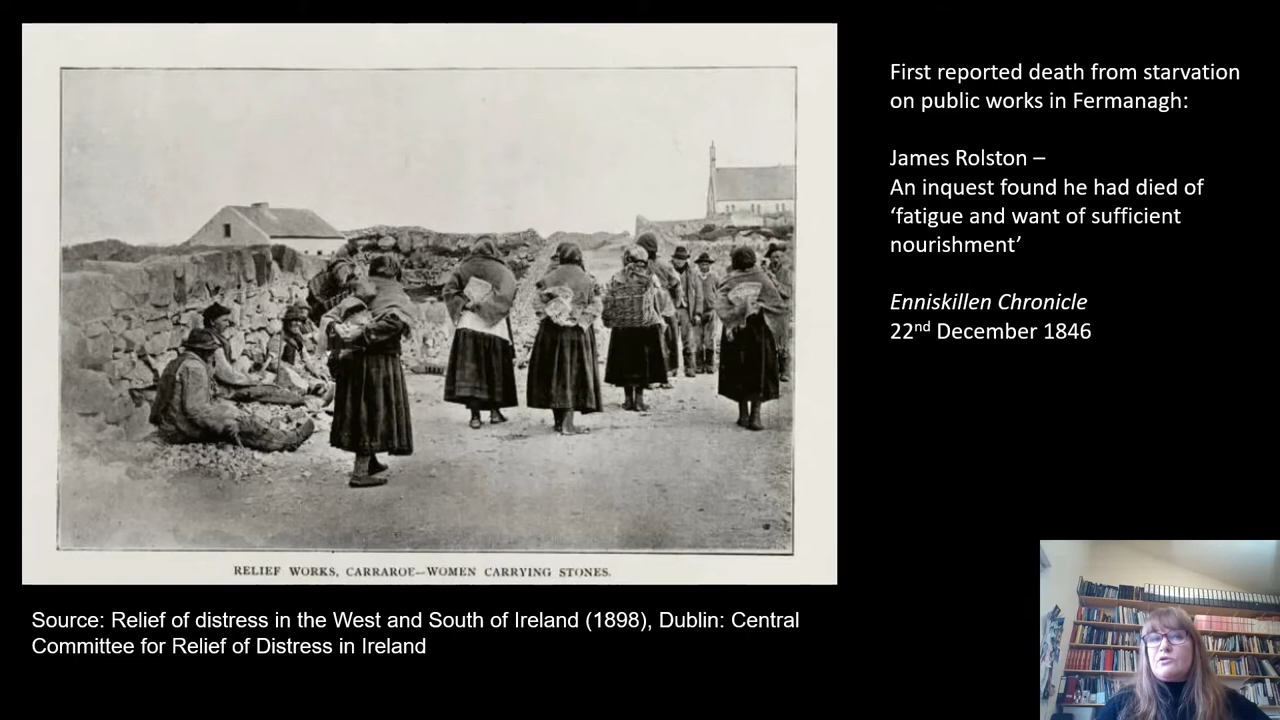 First reported death from starvation
on public works in Fermanagh:
James Rolston –
An inquest found he had died of
‘fatigue and want of sufficient
nourishment’
Enniskillen Chronicle
22nd December 1846
RELIEF WORKS, CARRAROE—WOMEN CARRYING STONES.
Source: Relief of distress in the West and South of Ireland (1898), Dublin: Central
Committee for Relief of Distress in Ireland